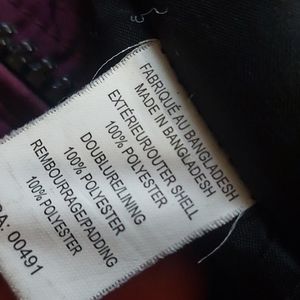 FABRIQUÉ AU BANGLADESH
MADE IN BANGLADESH
EXTÉRIEUR/OUTER SHELL
100% POLYESTER
DOUBLURE/LINING
100% POLYESTER
REMBOURRAGE/PADDING
100% POLYESTER
00491